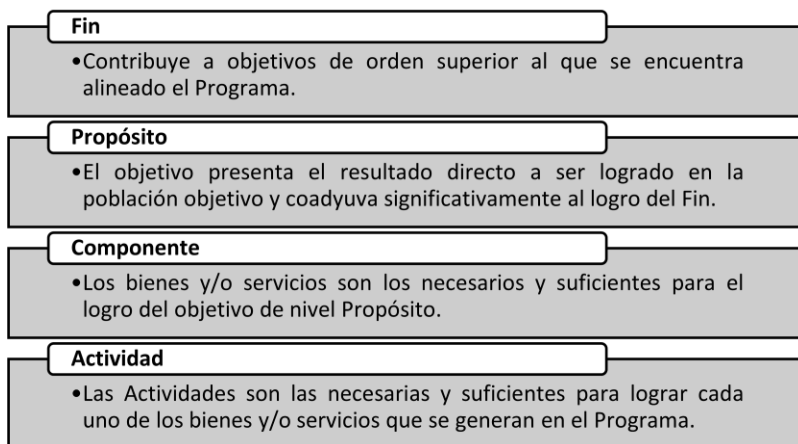 Fin
•Contribuye a objetivos de orden superior al que se encuentra
alineado el Programa.
Propósito
•El objetivo presenta el resultado directo a ser logrado en la
población objetivo y coadyuva significativamente al logro del Fin.
Componente
•Los bienes y/o servicios son los necesarios y suficientes para el
logro del objetivo de nivel Propósito.
Actividad
•Las Actividades son las necesarias y suficientes para lograr cada
uno de los bienes y/o servicios que se generan en el Programa.